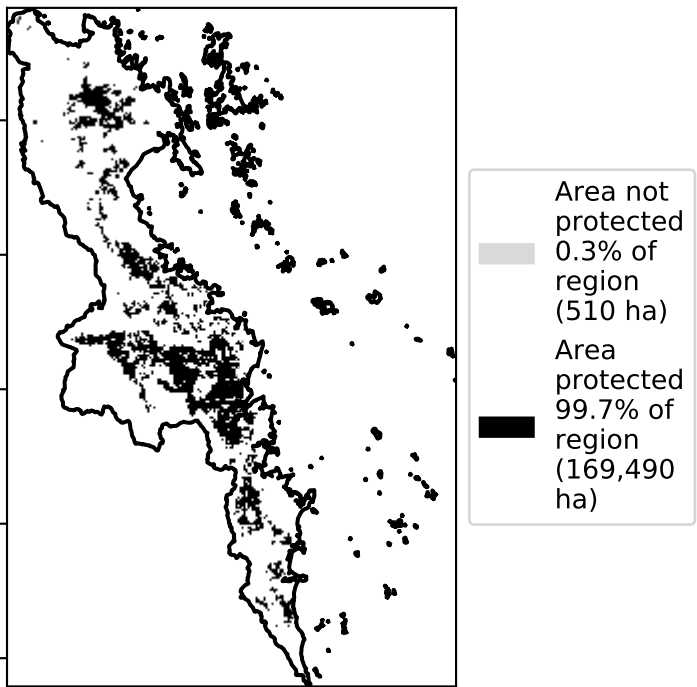 Area not
protected
0.3% of
region
(510 ha)
Area
protected
99.7% of
region
(169,490
ha)